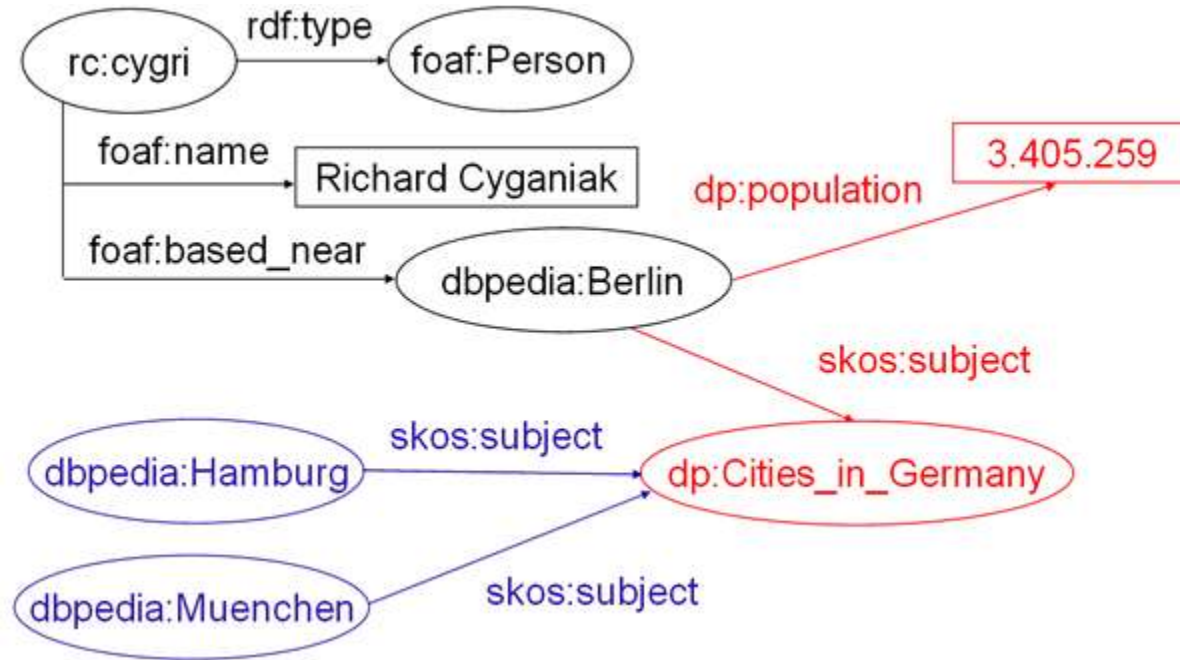 rdf:type
rc:cygri
foaf:Person
foaf:name
Richard Cyganiak
3.405.259
dp:population
foaf:based_near
dbpedia:Berlin
skos:subject
skos:subject
dbpedia:Hamburg
dp:Cities_in_Germany
skos:subject
dbpedia:Muenchen